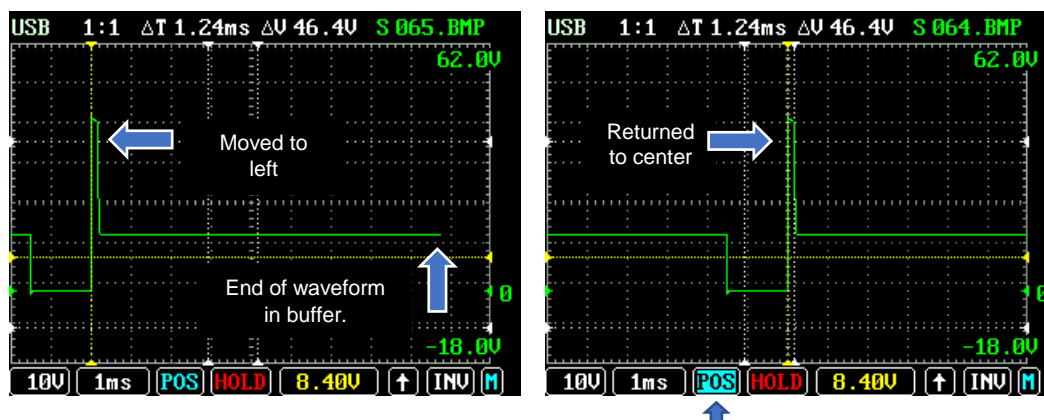 USB 1:1 ΔT 1.24ms ΔV 46.4V S 065.BMP
62.0V
Moved to
left
End of waveform
in buffer.
0
-18.0V
10V 1ms POS HOLD 8.40V ↑ INV M
USB 1:1 ΔT 1.24ms ΔV 46.4V S 064.BMP
62.0V
Returned
to center
0
-18.0V
10V 1ms POS HOLD 8.40V ↑ INV M